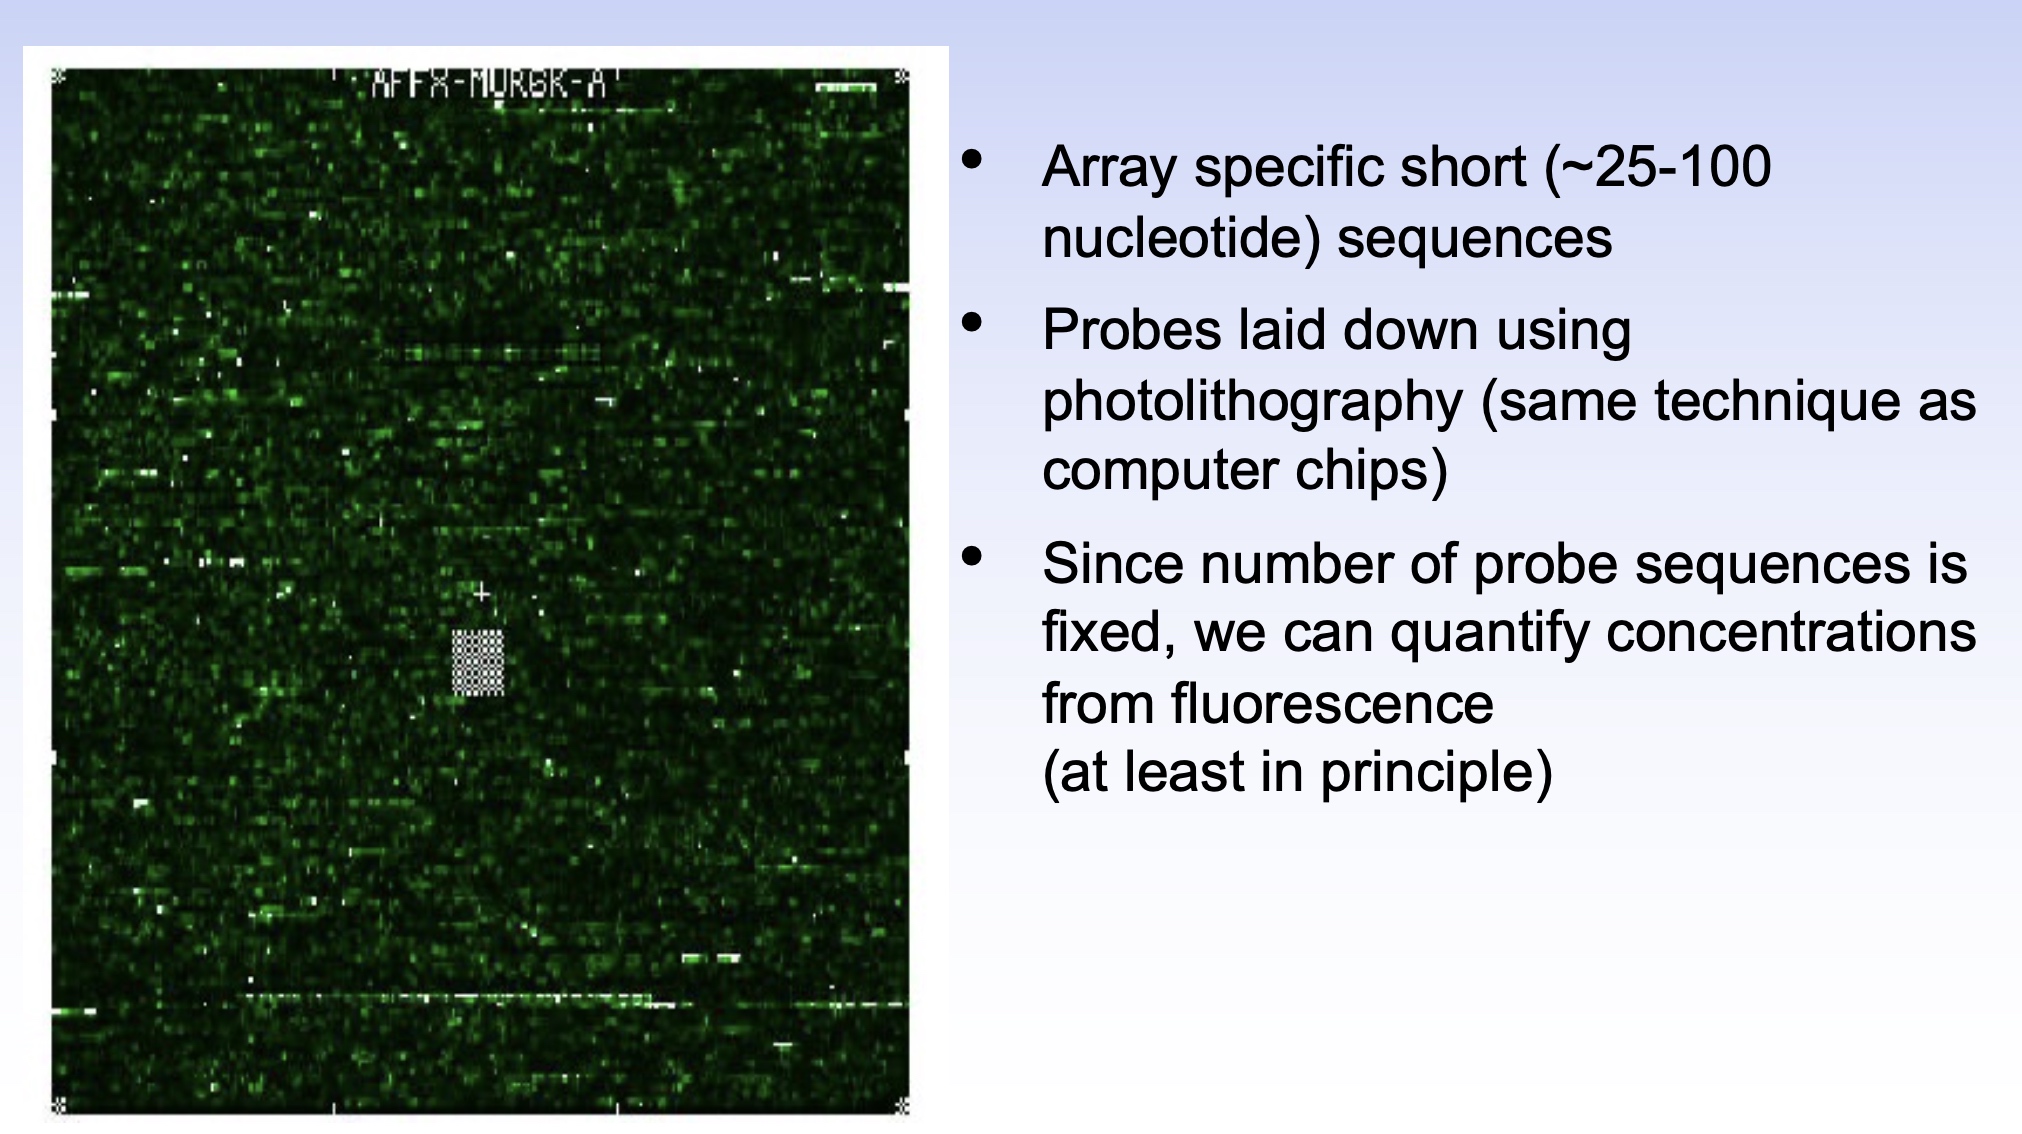 AFFX-MURGK-A
• Array specific short (~25-100
nucleotide) sequences
• Probes laid down using
photolithography (same technique as
computer chips)
• Since number of probe sequences is
fixed, we can quantify concentrations
from fluorescence
(at least in principle)